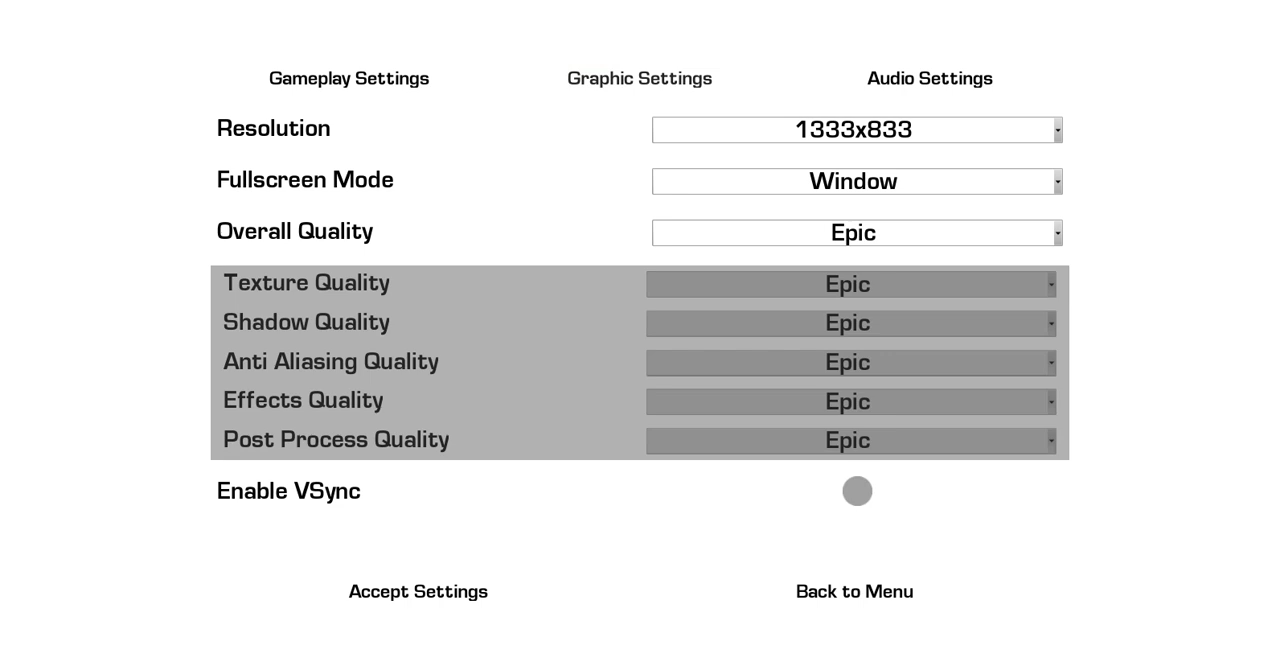 Gameplay Settings Graphic Settings Audio Settings
Resolution 1333x833
Fullscreen Mode Window
Overall Quality Epic
Texture Quality Epic
Shadow Quality Epic
Anti Aliasing Quality Epic
Effects Quality Epic
Post Process Quality Epic
Enable VSync
Accept Settings Back to Menu